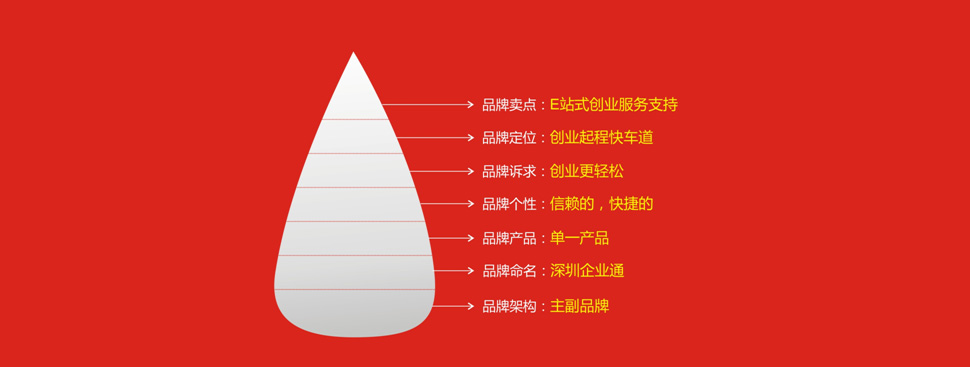 品牌卖点：E站式创业服务支持
品牌定位：创业起程快车道
品牌诉求：创业更轻松
品牌个性：信赖的，快捷的
品牌产品：单一产品
品牌命名：深圳企业通
品牌架构：主副品牌